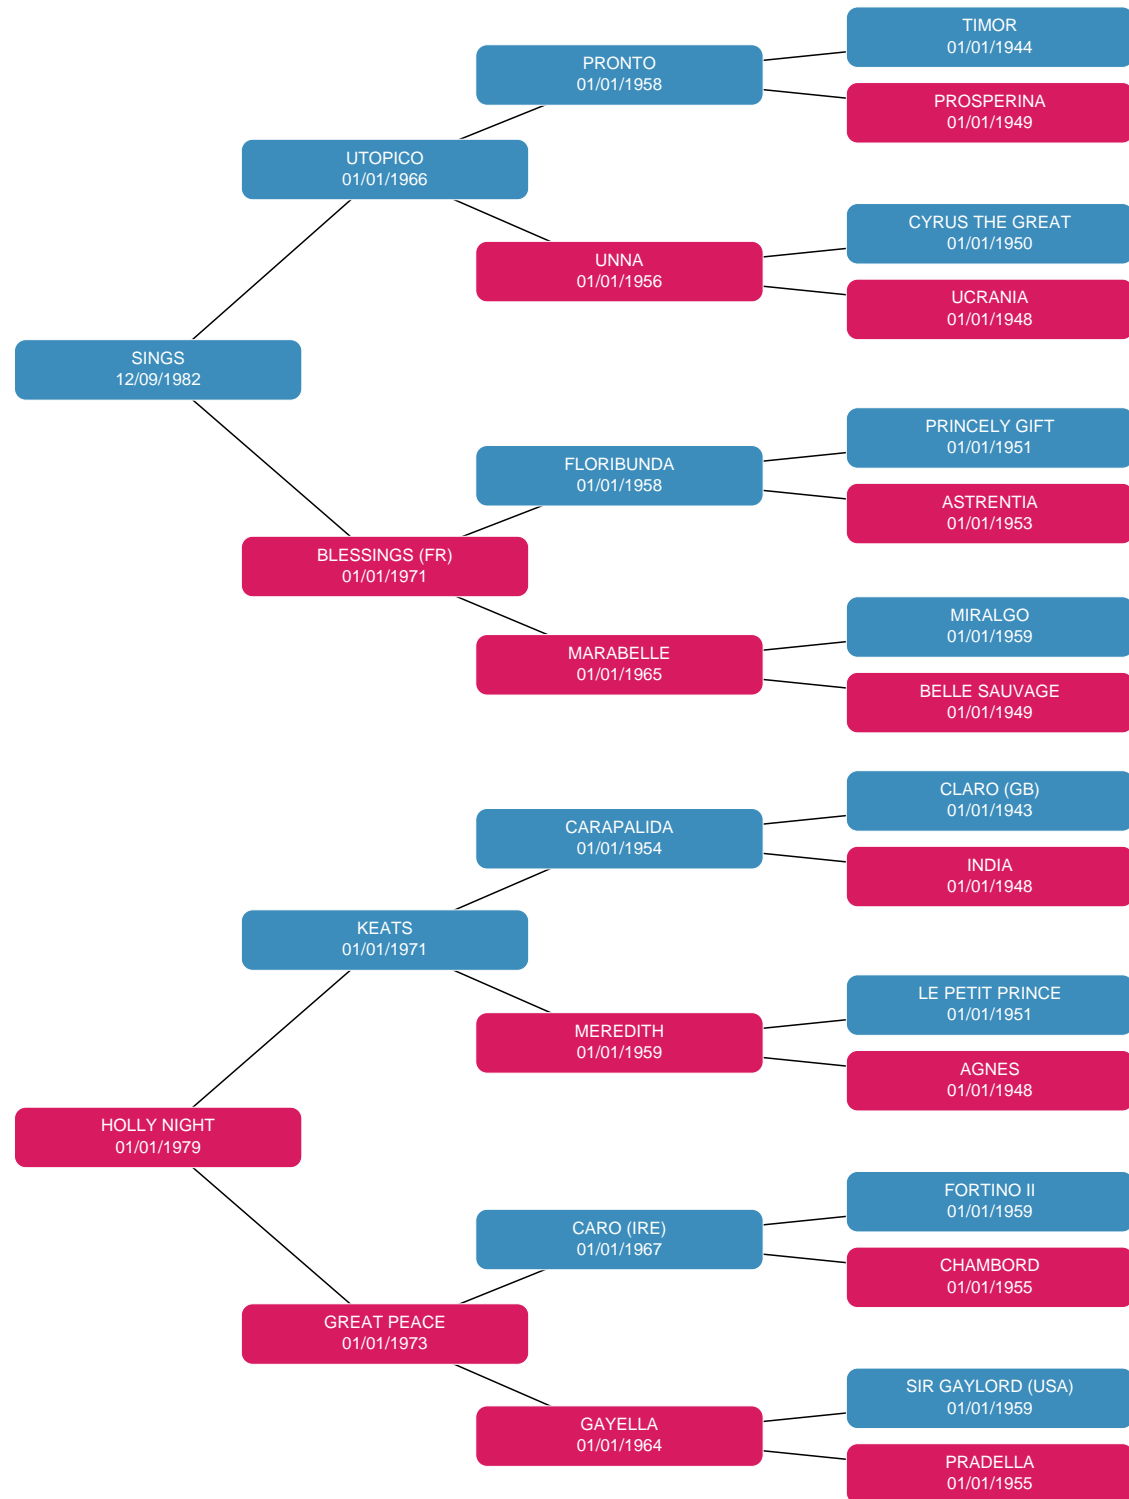 TIMOR
01/01/1944
PRONTO
01/01/1958
PROSPERINA
01/01/1949
UTOPICO
01/01/1966
CYRUS THE GREAT
01/01/1950
UNNA
01/01/1956
UCRANIA
01/01/1948
SINGS
12/09/1982
PRINCELY GIFT
01/01/1951
FLORIBUNDA
01/01/1958
ASTRENTIA
01/01/1953
BLESSINGS (FR)
01/01/1971
MIRALGO
01/01/1959
MARABELLE
01/01/1965
BELLE SAUVAGE
01/01/1949
CLARO (GB)
01/01/1943
CARAPALIDA
01/01/1954
INDIA
01/01/1948
KEATS
01/01/1971
LE PETIT PRINCE
01/01/1951
MEREDITH
01/01/1959
AGNES
01/01/1948
HOLLY NIGHT
01/01/1979
FORTINO II
01/01/1959
CARO (IRE)
01/01/1967
CHAMBORD
01/01/1955
GREAT PEACE
01/01/1973
SIR GAYLORD (USA)
01/01/1959
GAYELLA
01/01/1964
PRADELLA
01/01/1955